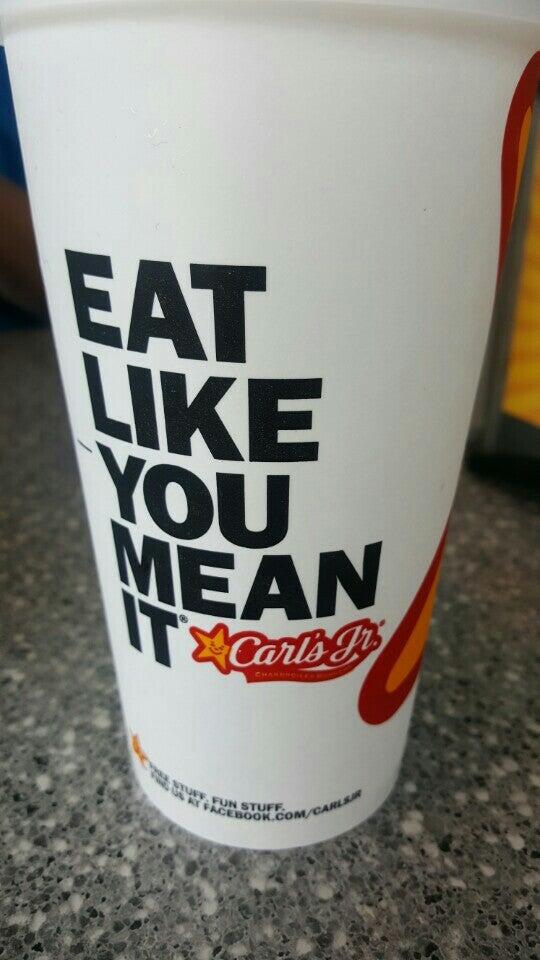 EAT
LIKE
YOU
MEAN
IT®
Carl's Jr.®
FREE STUFF. FUN STUFF.
FIND US AT FACEBOOK.COM/CARLSJR